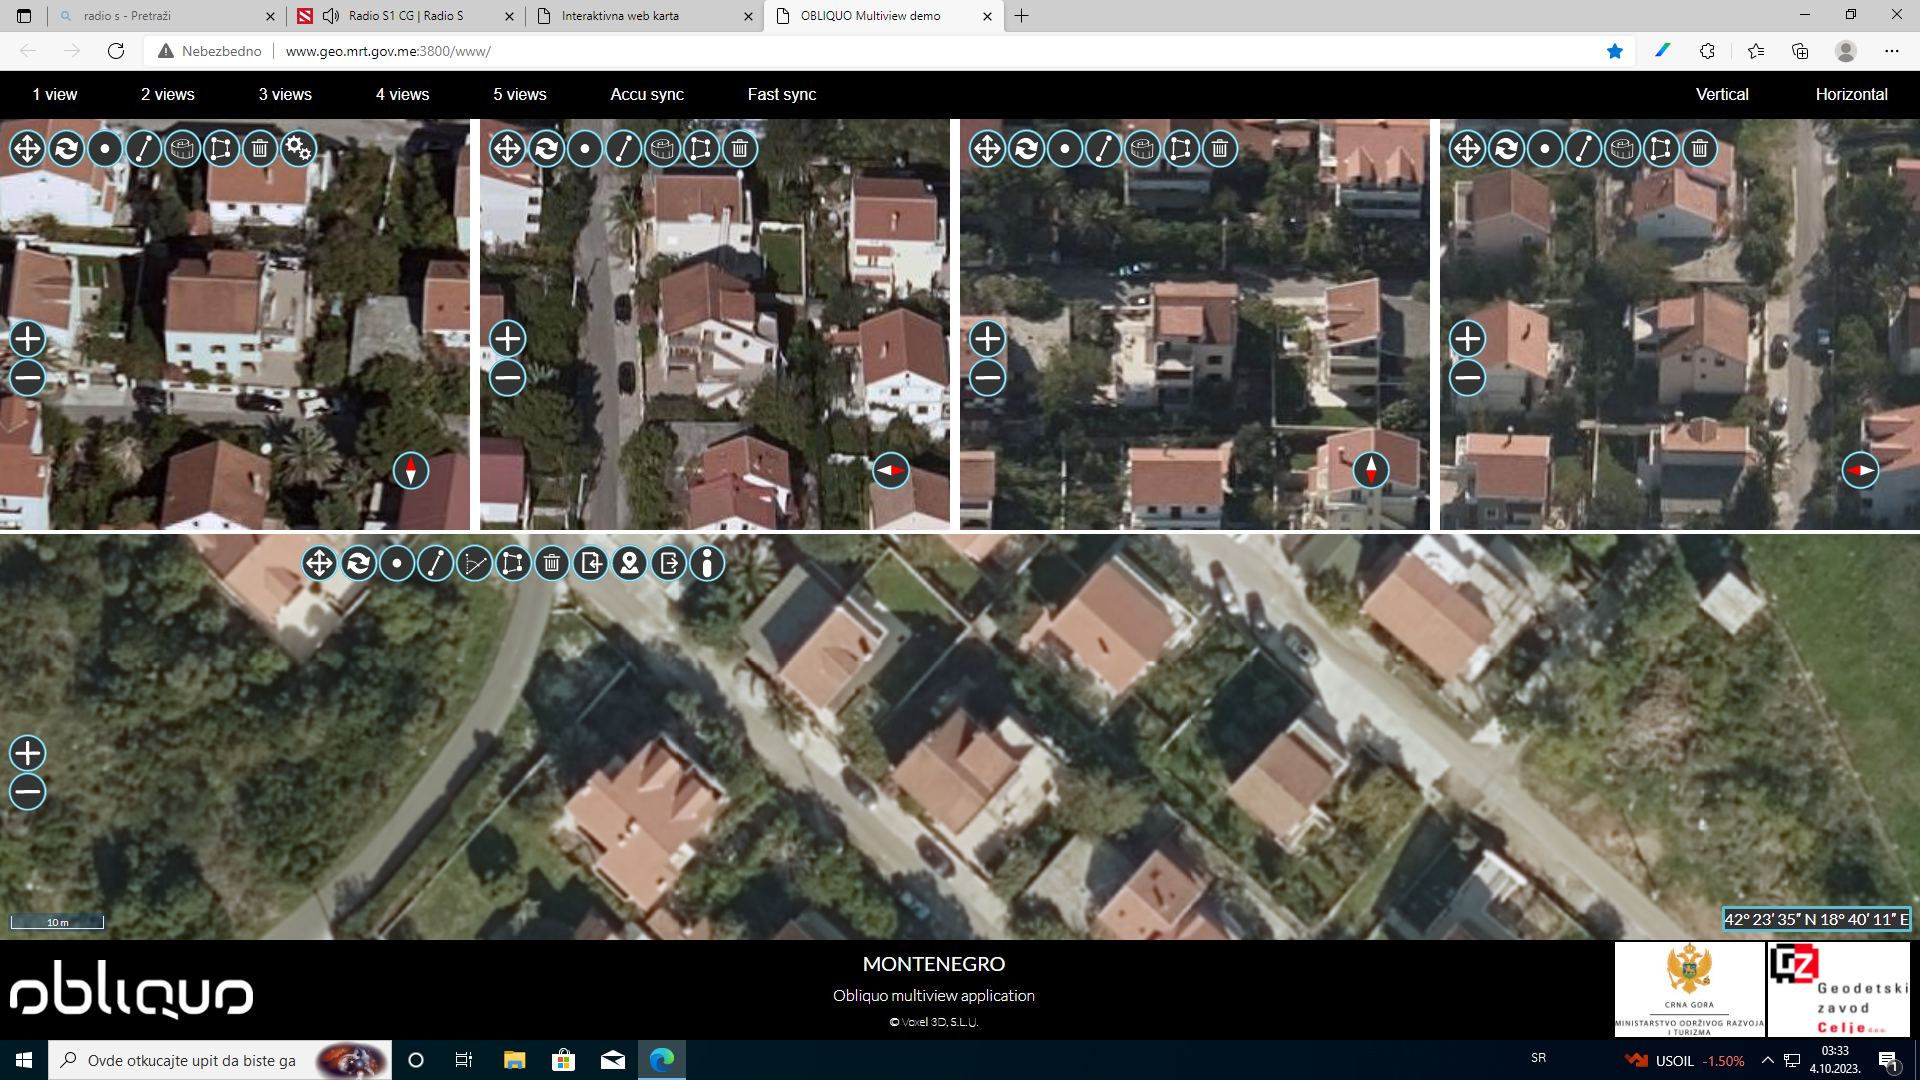 radio s - Pretraži
Radio S1 CG | Radio S
Interaktivna web karta
OBLIQUO Multiview demo
Nebezbedno
www.geo.mrt.gov.me:3800/www/
1 view
2 views
3 views
4 views
5 views
Accu sync
Fast sync
Vertical
Horizontal
10 m
42° 23′ 35″ N 18° 40′ 11″ E
obliquo
MONTENEGRO
Obliquo multiview application
© Voxel 3D, S.L.U.
CRNA GORA
MINISTARSTVO ODRŽIVOG RAZVOJA
I TURIZMA
GZ
Geodetski
zavod
Celje d.o.o.
Ovde otkucajte upit da biste ga
SR
USOIL -1.50%
03:33
4.10.2023.
1